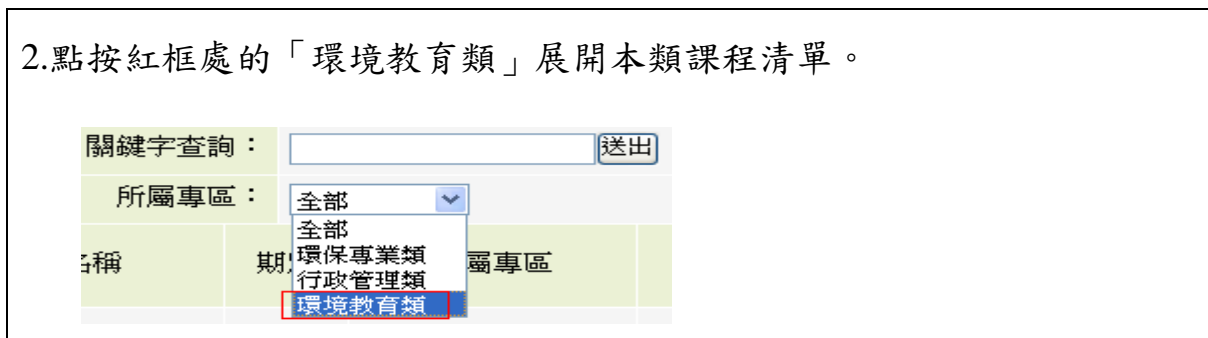 2.點按紅框處的「環境教育類」展開本類課程清單。
關鍵字查詢：
送出
所屬專區：
全部
全部
環保專業類
行政管理類
環境教育類
稱
期
屬專區